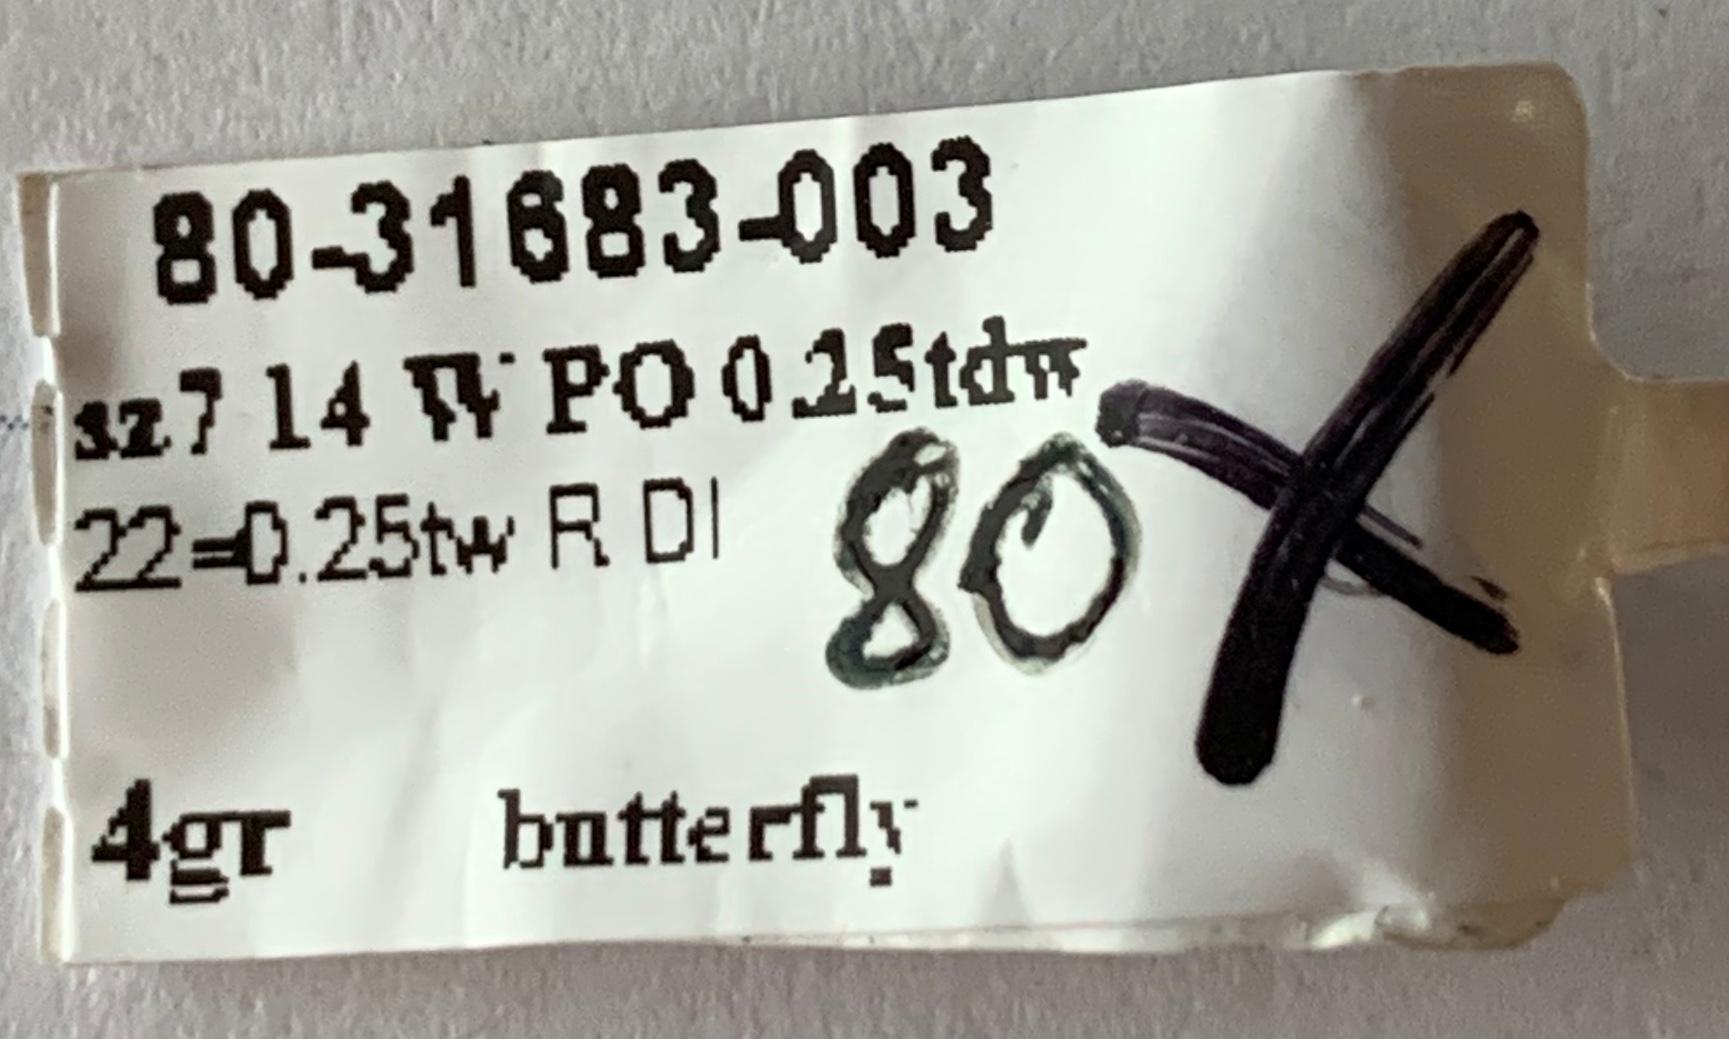 80-31683-003
sz7 14 W PO 0.25tdw
22=0.25tw R DI
80 X
4gr butterfly